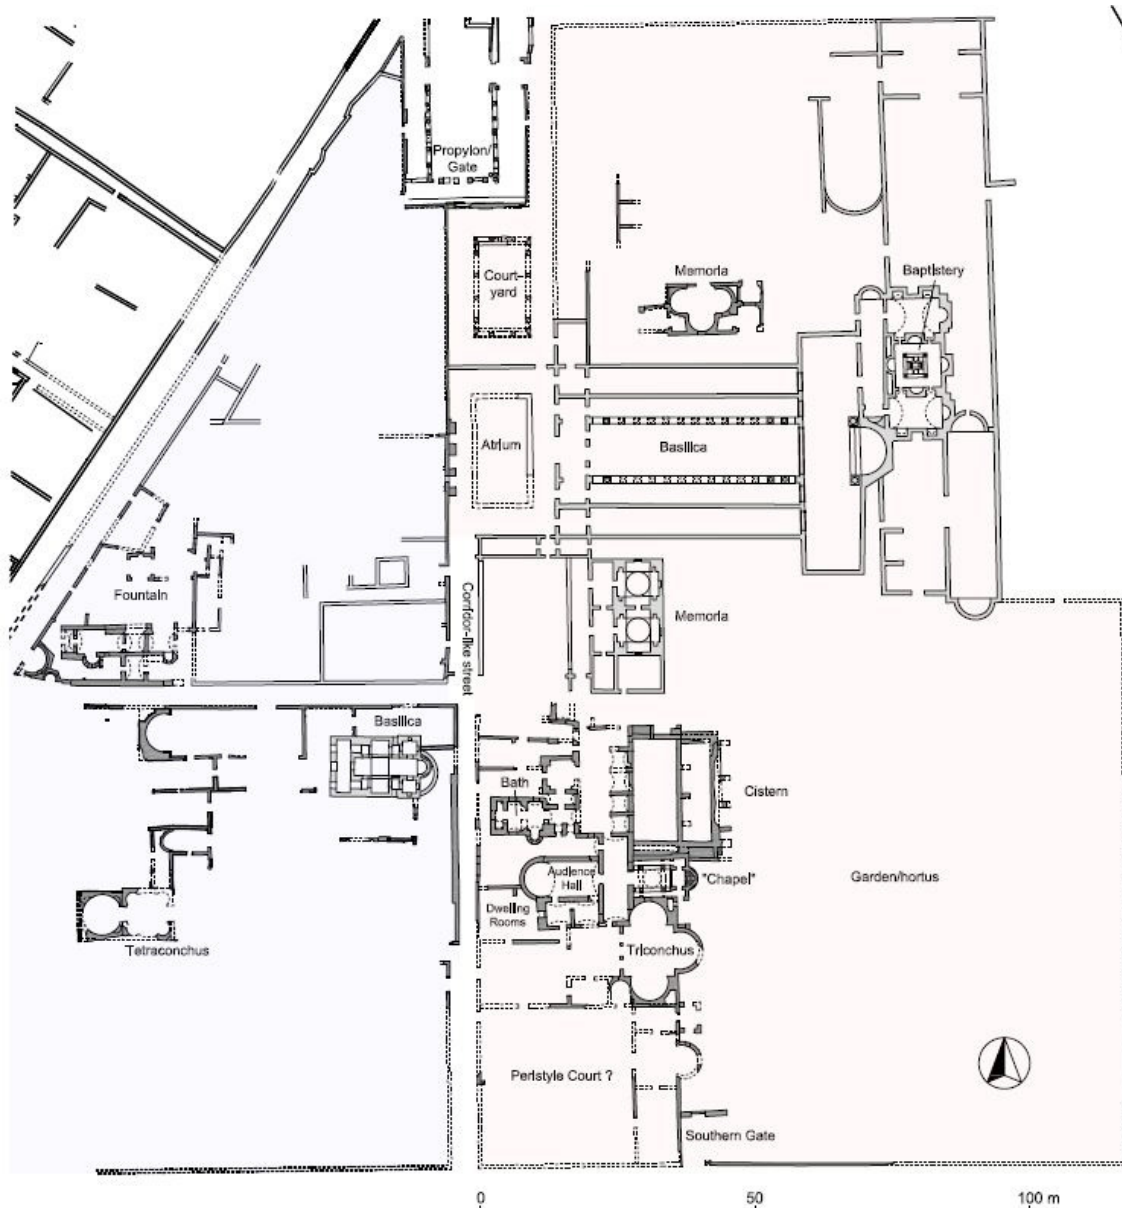 Propylon/
Gate
Court-
yard
Memoria
Baptistery
Atrium
Basilica
Fountain
Corridor-like street
Memoria
Basilica
Bath
Cistern
Audience
Hall
"Chapel"
Garden/hortus
Dwelling
Rooms
Tetraconchus
Triconchus
Peristyle Court ?
Southern Gate
0
50
100 m